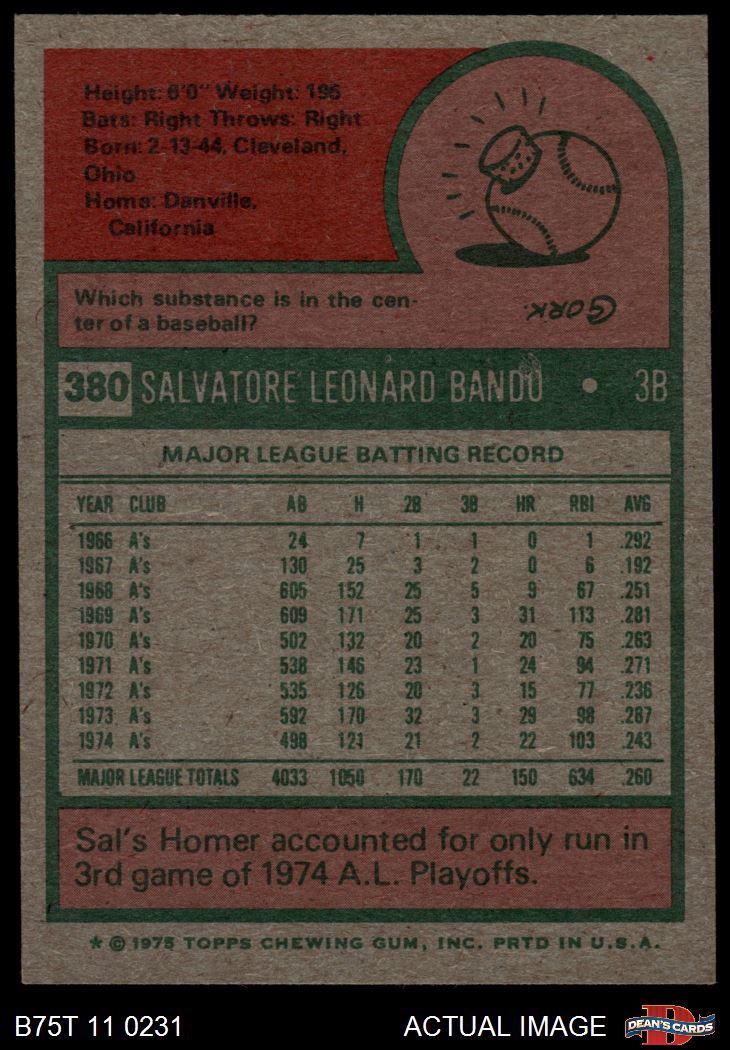 Height: 6'0" Weight: 195
Bats: Right Throws: Right
Born: 2-13-44, Cleveland,
Ohio
Home: Danville,
California
Which substance is in the cen-
ter of a baseball?
CORK.
380 SALVATORE LEONARD BANDO • 3B
MAJOR LEAGUE BATTING RECORD
YEAR CLUB AB H 2B 3B HR RBI AVG
1966 A's 24 7 1 1 0 1 .292
1967 A's 130 25 3 2 0 6 .192
1968 A's 605 152 25 5 9 67 .251
1969 A's 609 171 25 3 31 113 .281
1970 A's 502 132 20 2 20 75 .263
1971 A's 538 146 23 1 24 94 .271
1972 A's 535 126 20 3 15 77 .236
1973 A's 592 170 32 3 29 98 .287
1974 A's 498 121 21 2 22 103 .243
MAJOR LEAGUE TOTALS 4033 1050 170 22 150 634 .260
Sal's Homer accounted for only run in
3rd game of 1974 A.L. Playoffs.
* © 1975 TOPPS CHEWING GUM, INC. PRTD IN U.S.A.
B75T 11 0231 ACTUAL IMAGE D DEAN'S CARDS